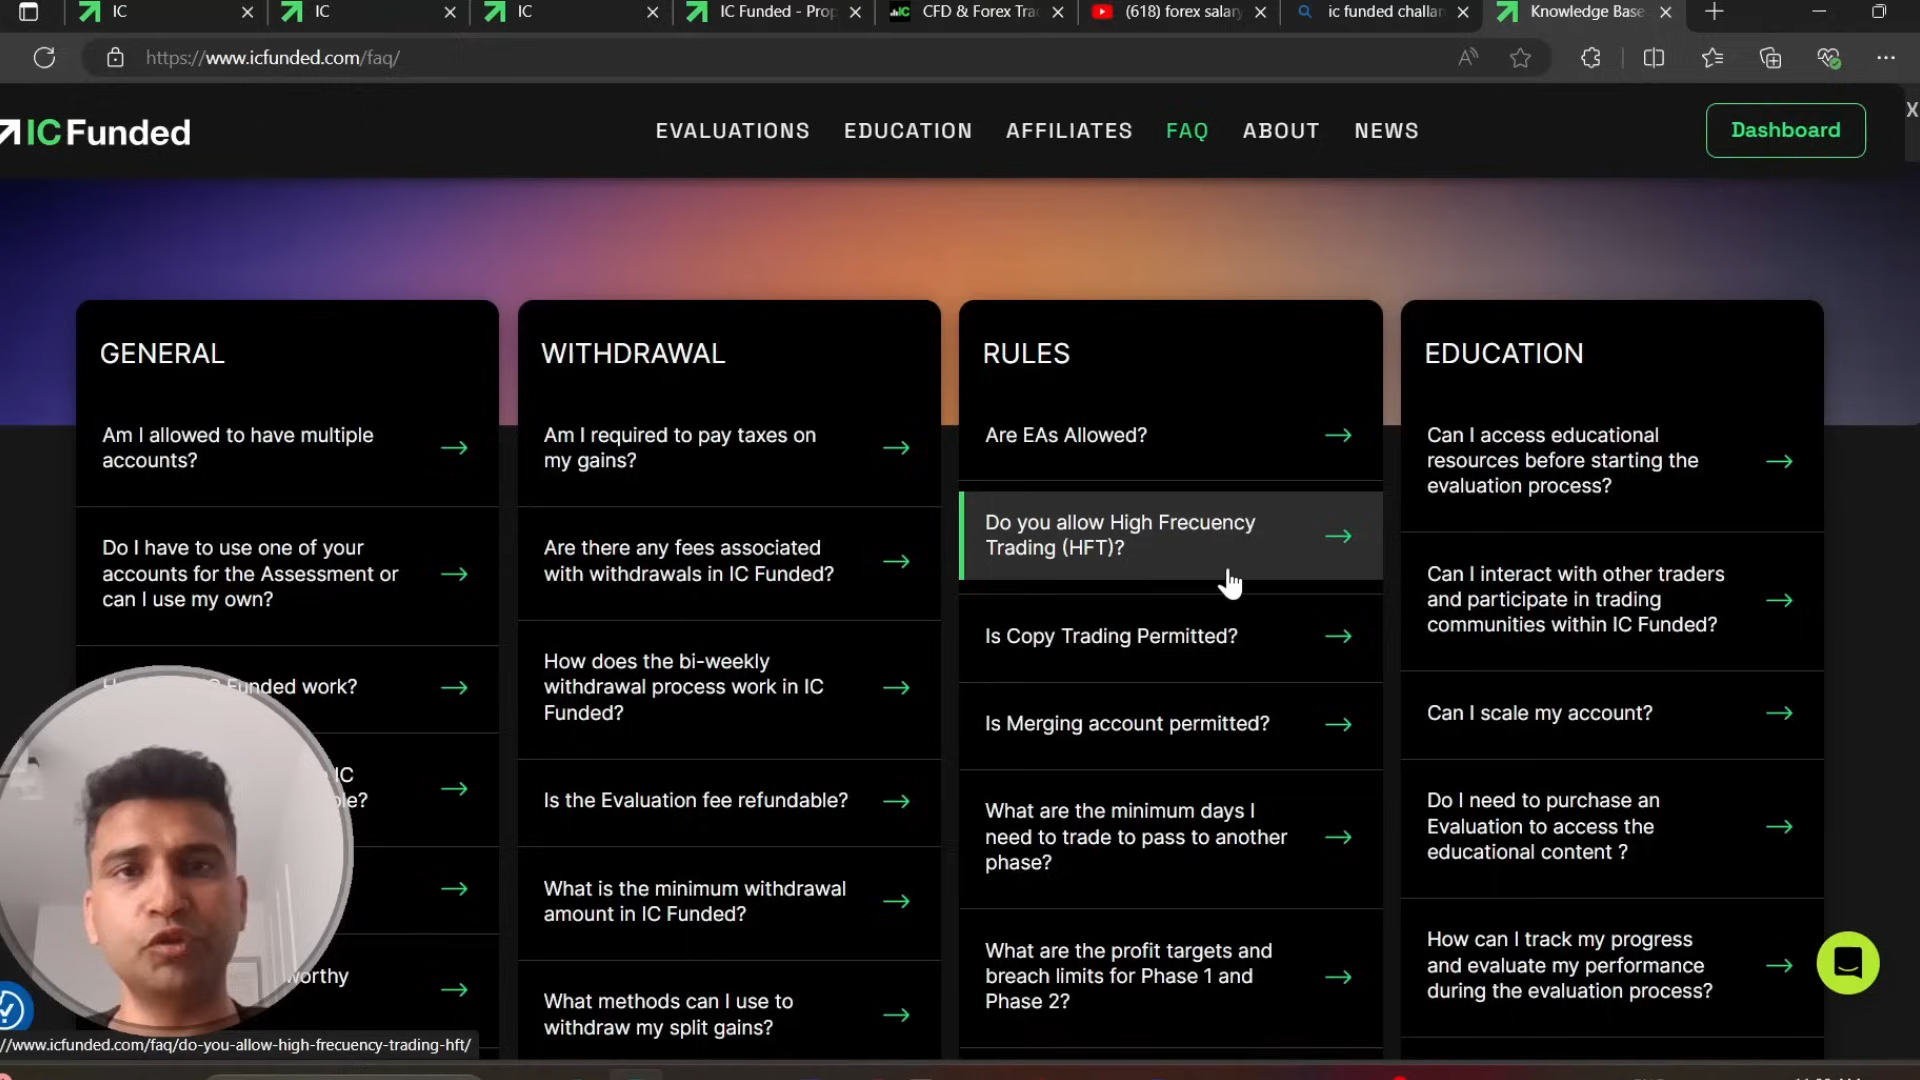 IC
IC
IC
IC Funded - Prop
CFD & Forex Trad
(618) forex salary
ic funded challan
Knowledge Base
https://www.icfunded.com/faq/
IC Funded
EVALUATIONS
EDUCATION
AFFILIATES
FAQ
ABOUT
NEWS
Dashboard
X
GENERAL
Am I allowed to have multiple
accounts?
Do I have to use one of your
accounts for the Assessment or
can I use my own?
Funded work?
IC
ble?
worthy
WITHDRAWAL
Am I required to pay taxes on
my gains?
Are there any fees associated
with withdrawals in IC Funded?
How does the bi-weekly
withdrawal process work in IC
Funded?
Is the Evaluation fee refundable?
What is the minimum withdrawal
amount in IC Funded?
What methods can I use to
withdraw my split gains?
RULES
Are EAs Allowed?
Do you allow High Frecuency
Trading (HFT)?
Is Copy Trading Permitted?
Is Merging account permitted?
What are the minimum days I
need to trade to pass to another
phase?
What are the profit targets and
breach limits for Phase 1 and
Phase 2?
EDUCATION
Can I access educational
resources before starting the
evaluation process?
Can I interact with other traders
and participate in trading
communities within IC Funded?
Can I scale my account?
Do I need to purchase an
Evaluation to access the
educational content ?
How can I track my progress
and evaluate my performance
during the evaluation process?
//www.icfunded.com/faq/do-you-allow-high-frecuency-trading-hft/